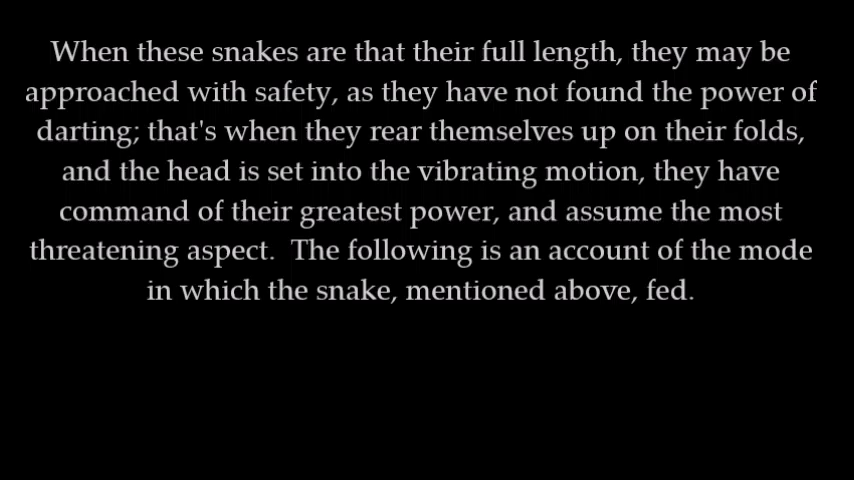 When these snakes are that their full length, they may be
approached with safety, as they have not found the power of
darting; that's when they rear themselves up on their folds,
and the head is set into the vibrating motion, they have
command of their greatest power, and assume the most
threatening aspect.  The following is an account of the mode
in which the snake, mentioned above, fed.